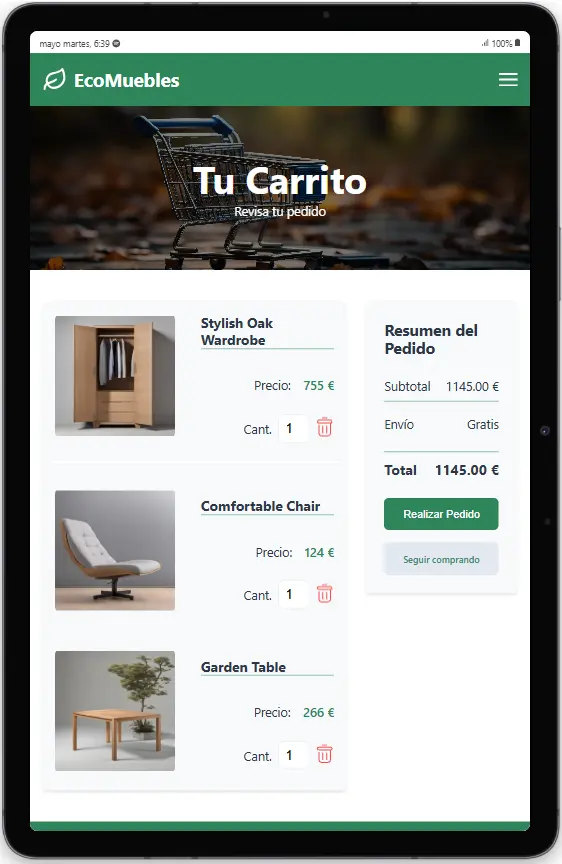 mayo martes, 6:39
100%
EcoMuebles
Tu Carrito
Revisa tu pedido
Stylish Oak
Wardrobe
Precio: 755 €
Cant. 1
Comfortable Chair
Precio: 124 €
Cant. 1
Garden Table
Precio: 266 €
Cant. 1
Resumen del
Pedido
Subtotal 1145.00 €
Envío Gratis
Total 1145.00 €
Realizar Pedido
Seguir comprando